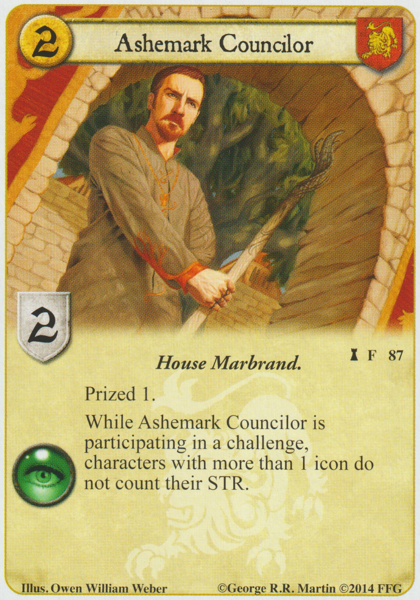 2
Ashemark Councilor
2
House Marbrand.
F 87
Prized 1.
While Ashemark Councilor is
participating in a challenge,
characters with more than 1 icon do
not count their STR.
Illus. Owen William Weber
©George R.R. Martin ©2014 FFG